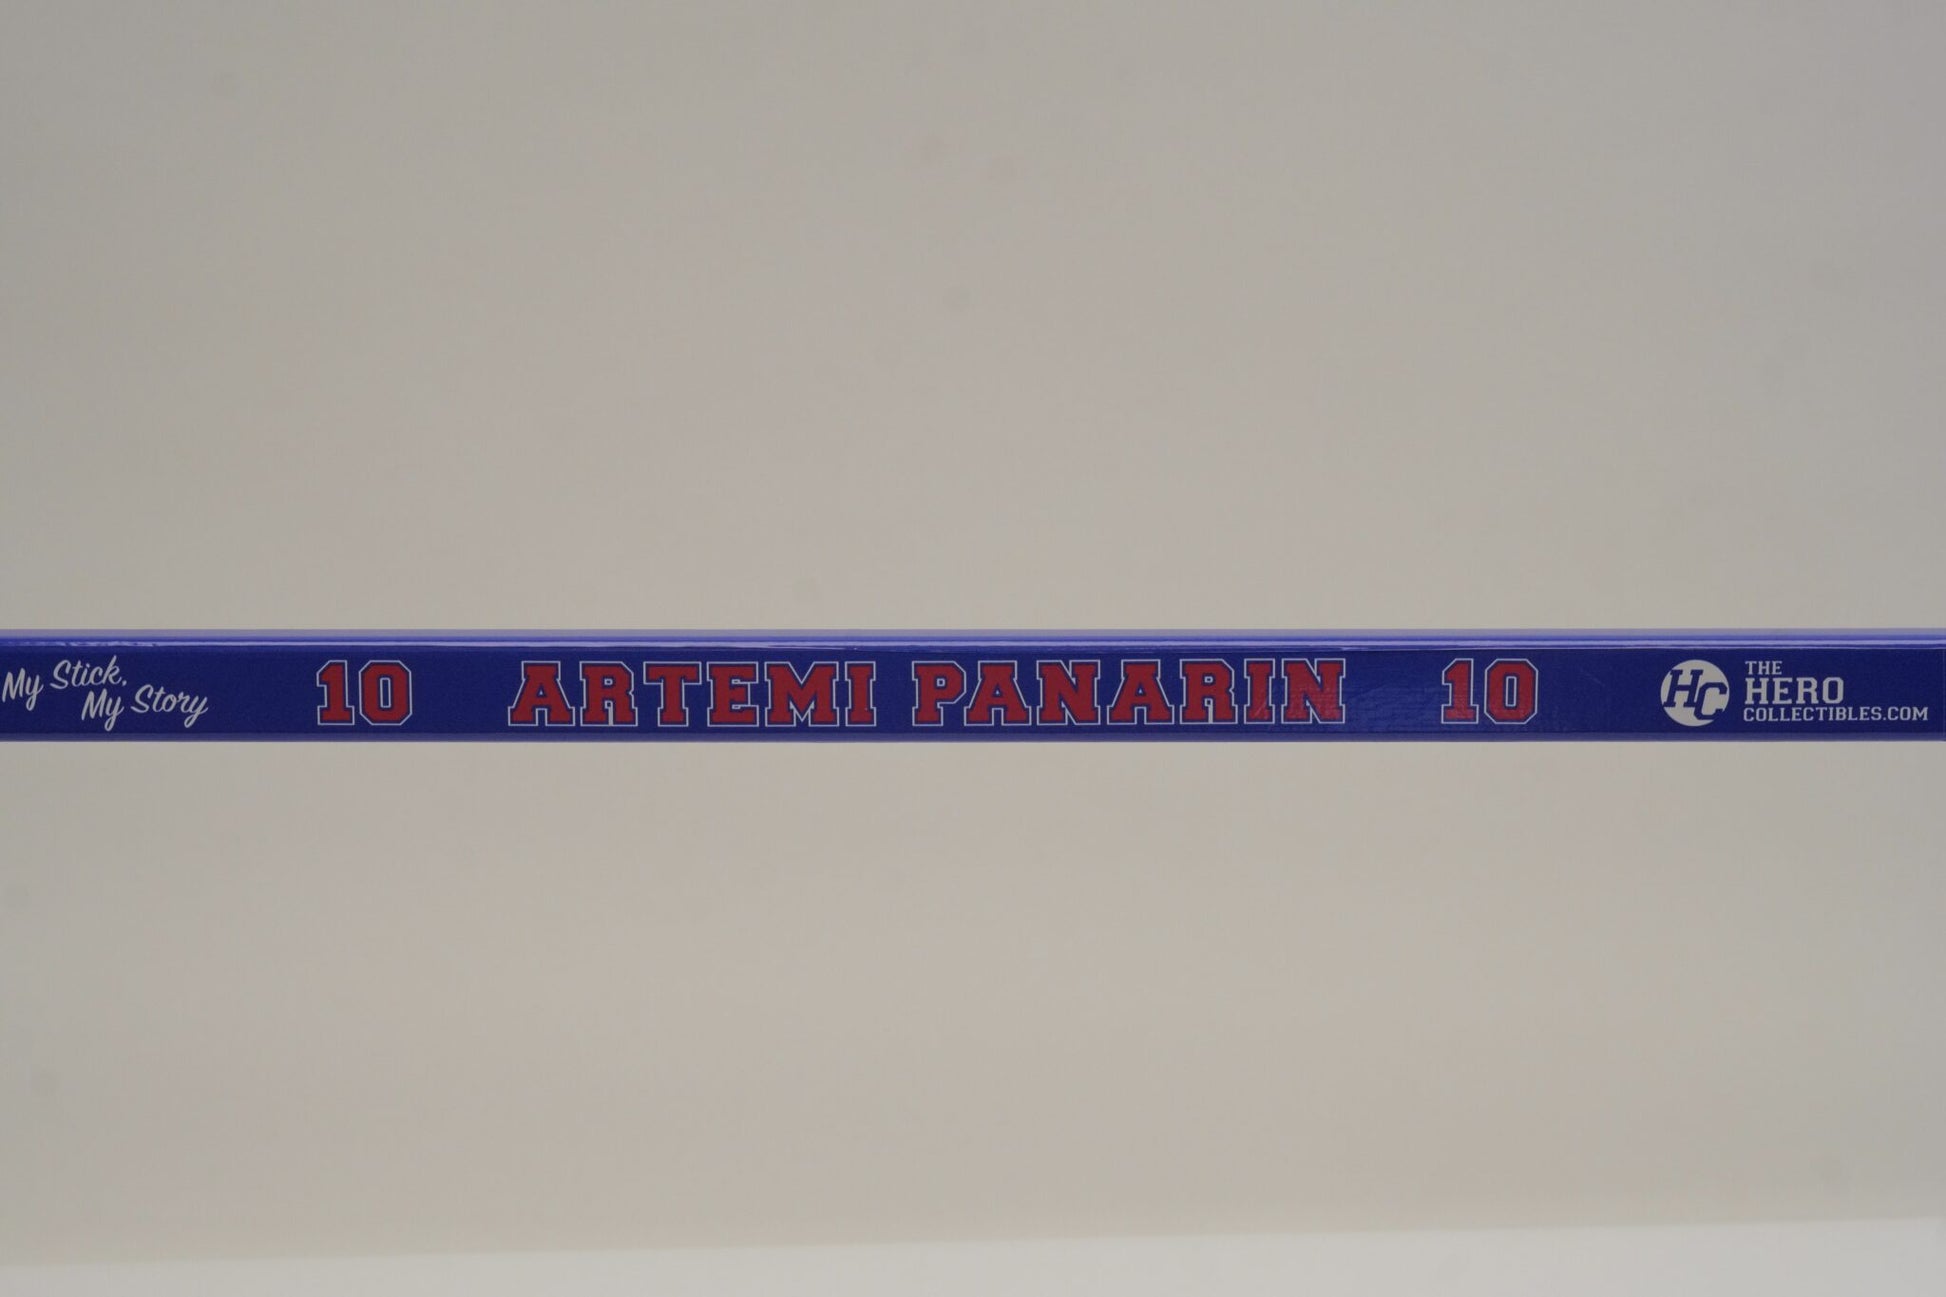 My Stick,
My Story
10 ARTEMI PANARIN 10
HC
THE
HERO
COLLECTIBLES.COM